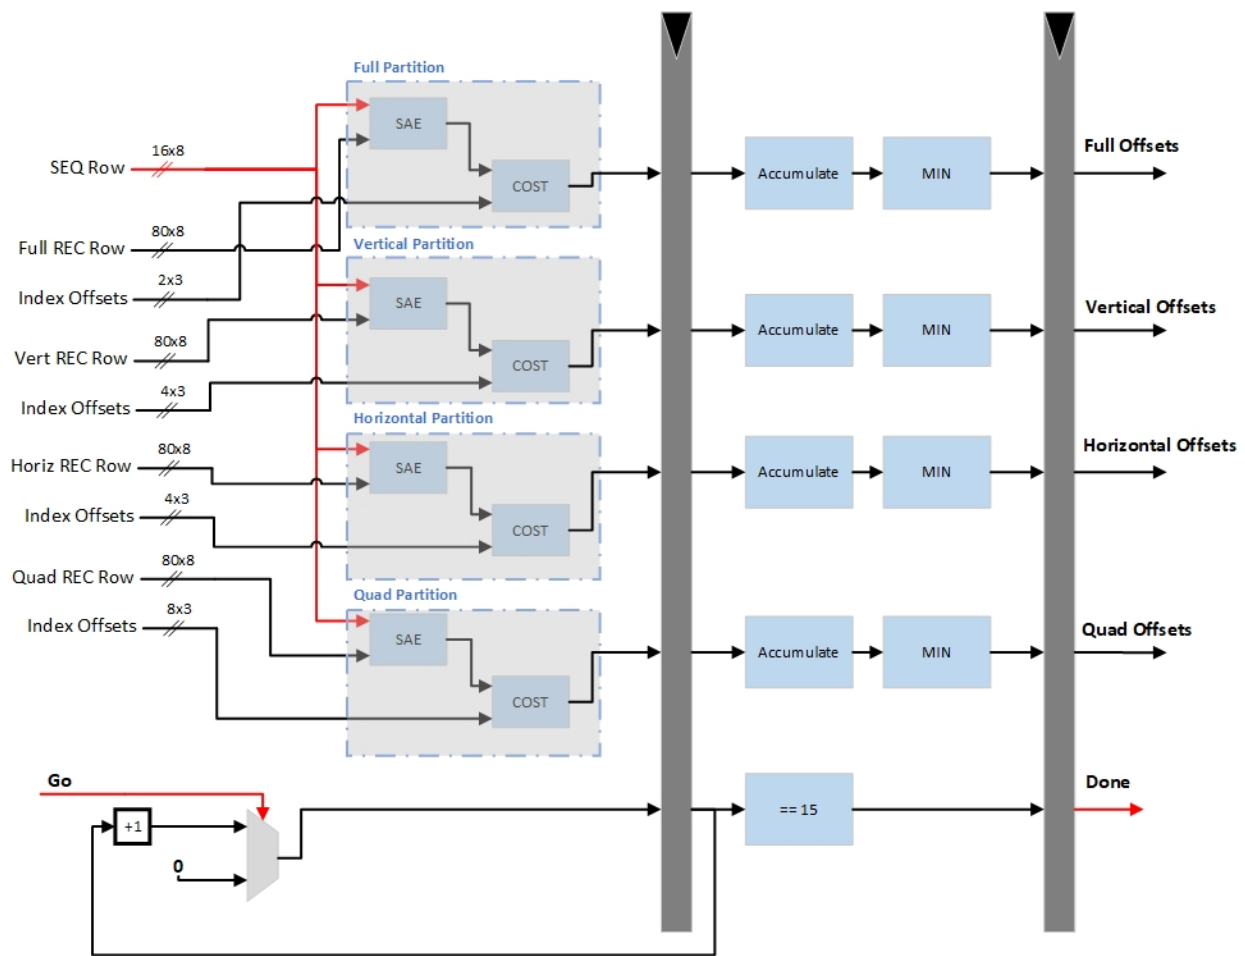 Full Partition
SAE
COST
SEQ Row
16x8
Full REC Row
80x8
Index Offsets
2x3
Accumulate
MIN
Full Offsets
Vertical Partition
SAE
COST
Vert REC Row
80x8
Index Offsets
4x3
Accumulate
MIN
Vertical Offsets
Horizontal Partition
SAE
COST
Horiz REC Row
80x8
Index Offsets
4x3
Accumulate
MIN
Horizontal Offsets
Quad Partition
SAE
COST
Quad REC Row
80x8
Index Offsets
8x3
Accumulate
MIN
Quad Offsets
Go
+1
0
== 15
Done